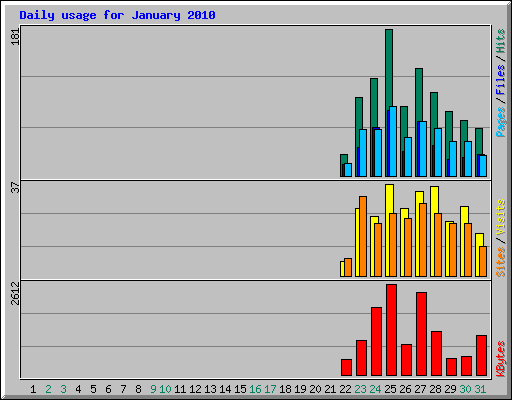 Daily usage for January 2010
181
37
2612
Pages / Files / Hits
Sites / Visits
KBytes
1 2 3 4 5 6 7 8 9 10 11 12 13 14 15 16 17 18 19 20 21 22 23 24 25 26 27 28 29 30 31